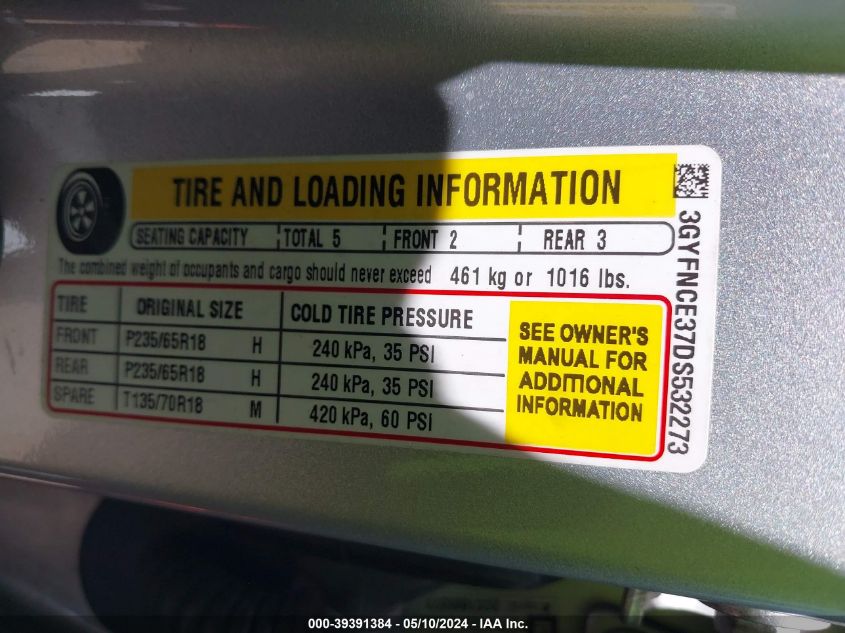 TIRE AND LOADING INFORMATION
SEATING CAPACITY TOTAL 5 FRONT 2 REAR 3
The combined weight of occupants and cargo should never exceed 461 kg or 1016 lbs.
TIRE ORIGINAL SIZE COLD TIRE PRESSURE
FRONT P235/65R18 H 240 kPa, 35 PSI
REAR P235/65R18 H 240 kPa, 35 PSI
SPARE T135/70R18 M 420 kPa, 60 PSI
SEE OWNER'S
MANUAL FOR
ADDITIONAL
INFORMATION
3GYFNCE37DS532273
000-39391384 — 05/10/2024 — IAA Inc.